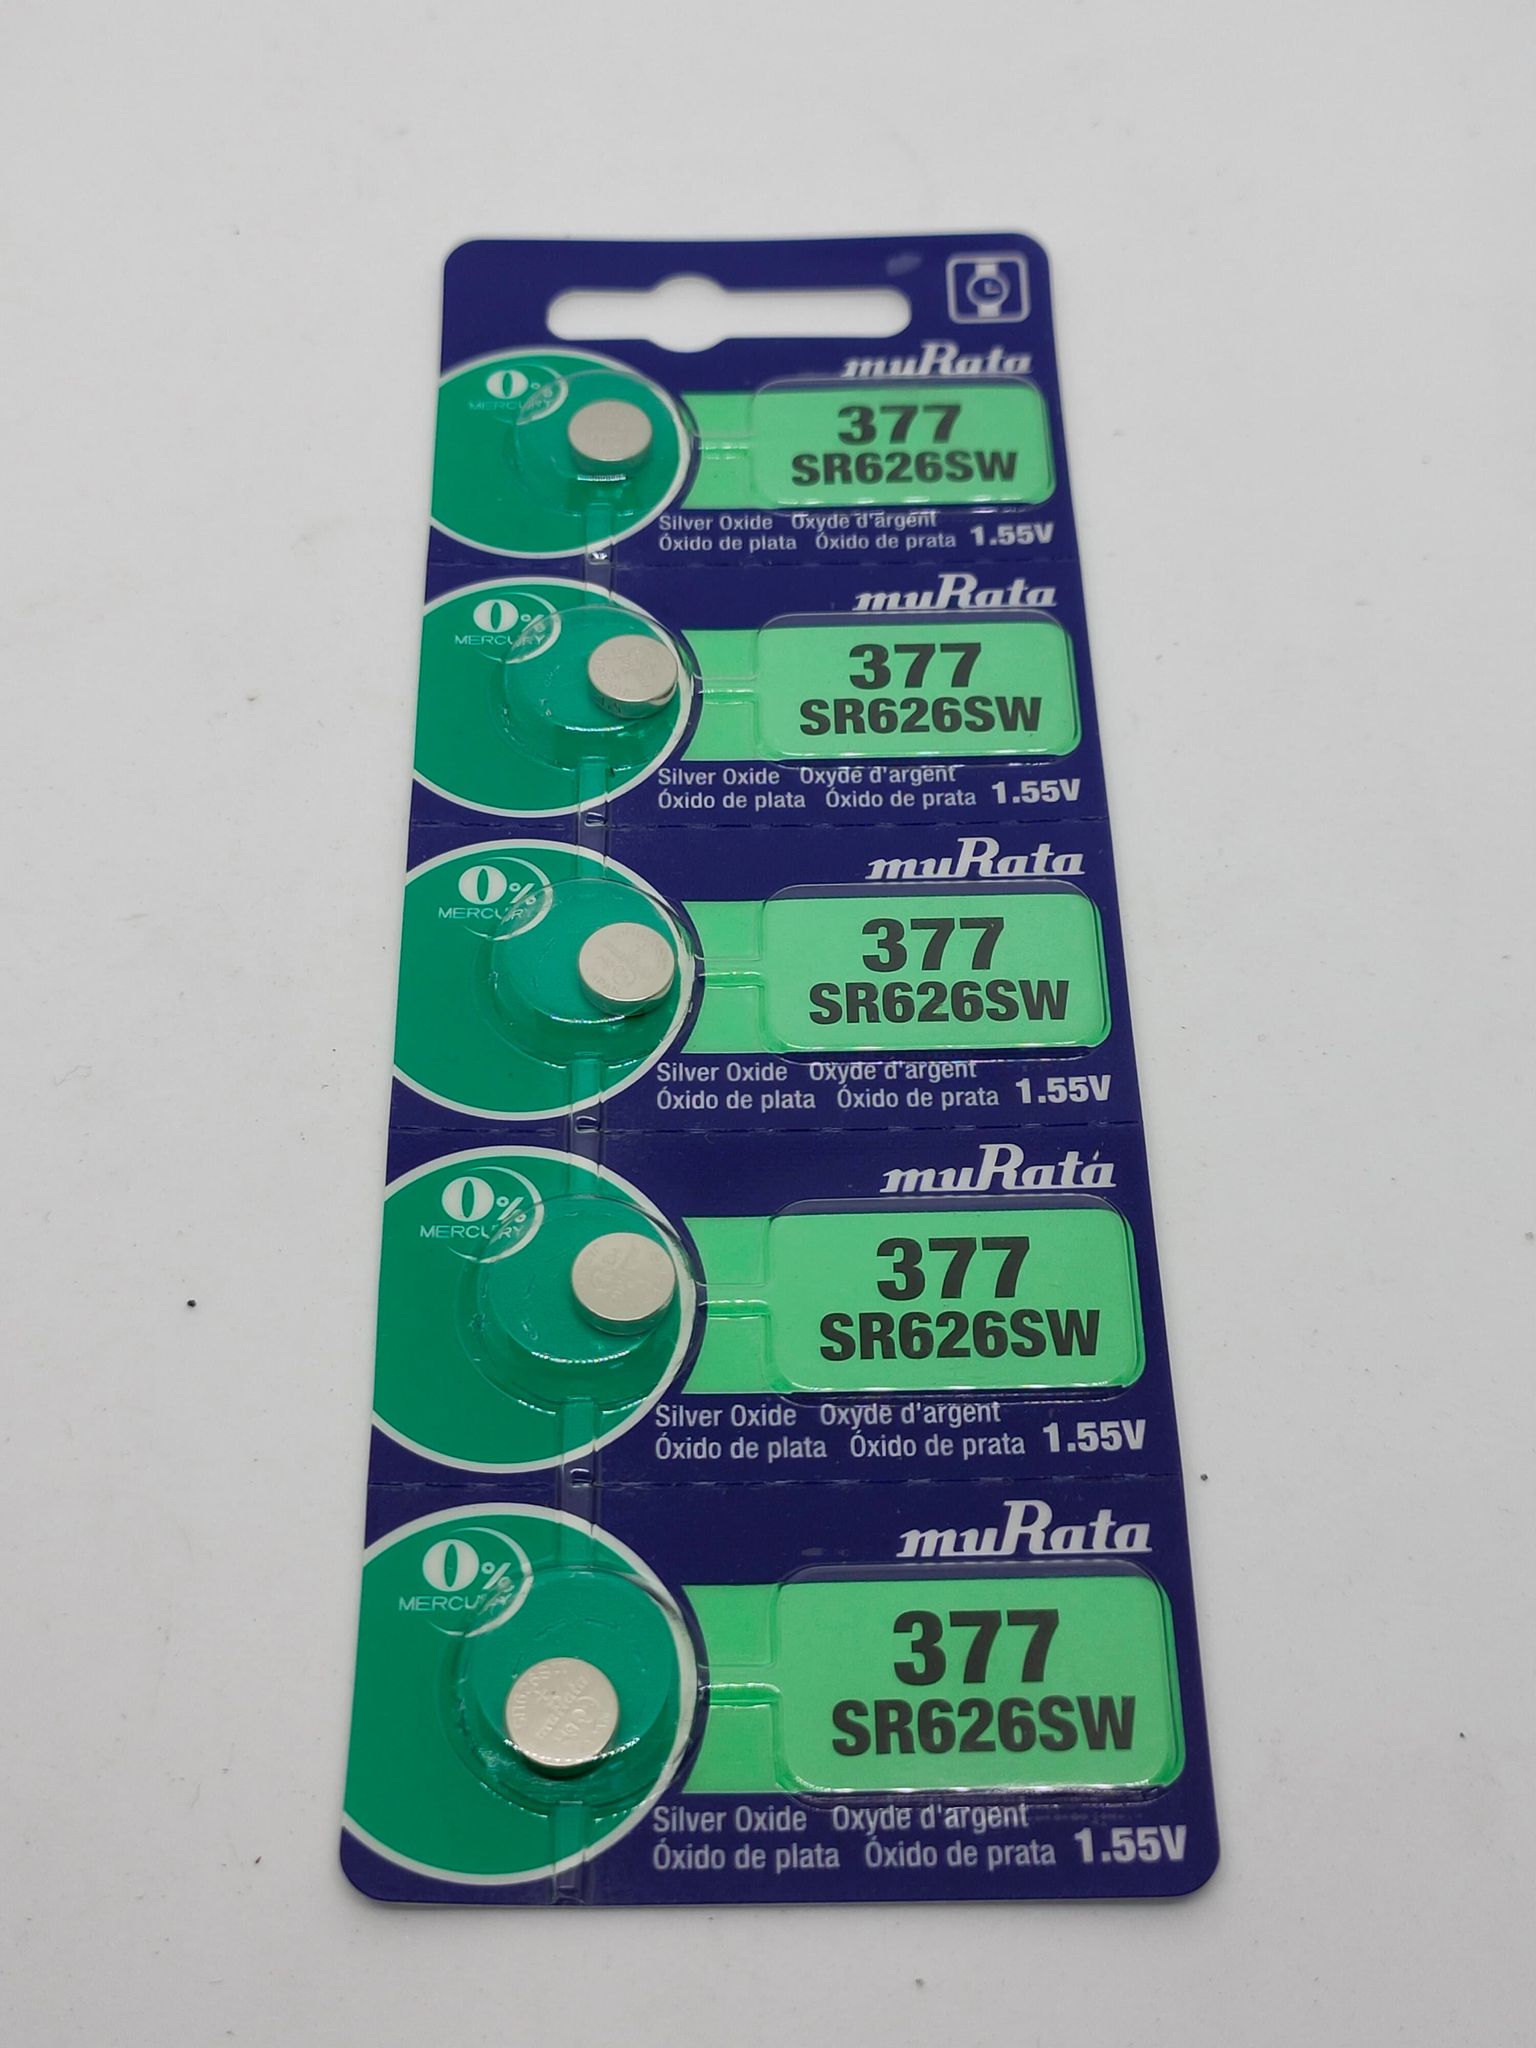 muRata
0%
MERCURY
377
SR626SW
Silver Oxide Oxyde d'argent
Óxido de plata Óxido de prata 1.55V
muRata
0%
MERCURY
377
SR626SW
Silver Oxide Oxyde d'argent
Óxido de plata Óxido de prata 1.55V
muRata
0%
MERCURY
377
SR626SW
Silver Oxide Oxyde d'argent
Óxido de plata Óxido de prata 1.55V
muRata
0%
MERCURY
377
SR626SW
Silver Oxide Oxyde d'argent
Óxido de plata Óxido de prata 1.55V
muRata
0%
MERCURY
377
SR626SW
SR626SW
muRata
Silver Oxide Oxyde d'argent
Óxido de plata Óxido de prata 1.55V